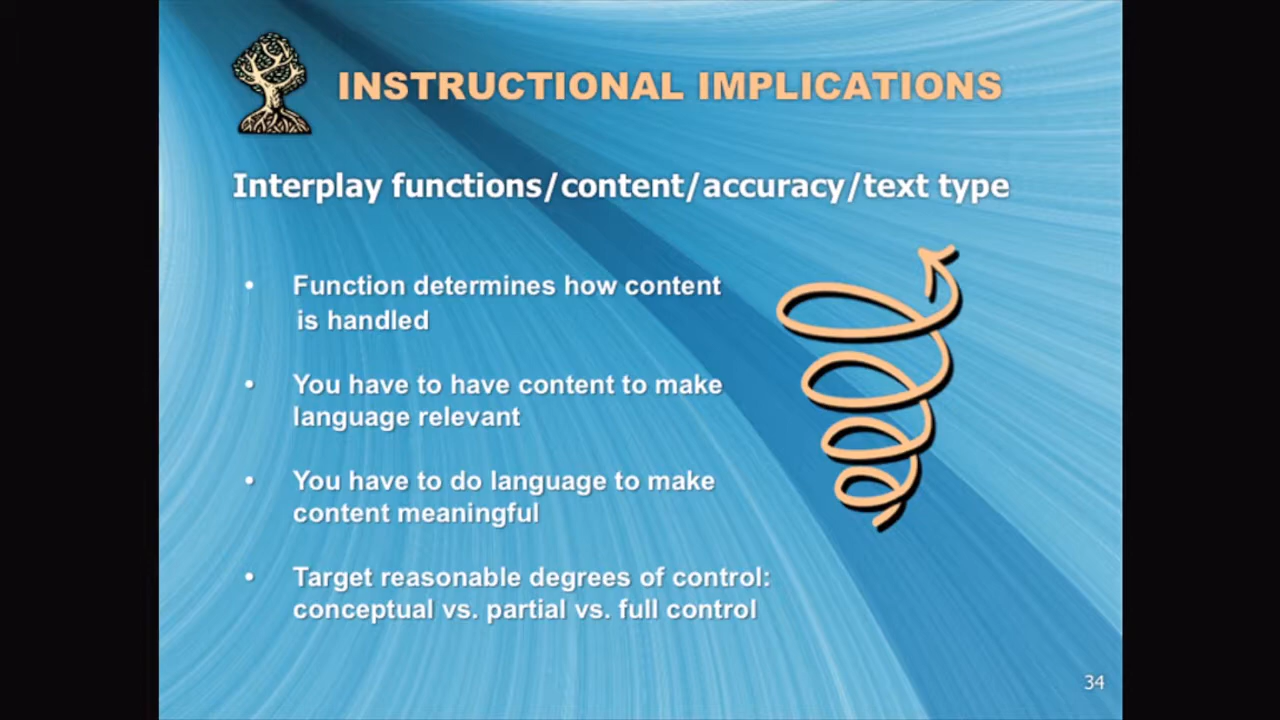 INSTRUCTIONAL IMPLICATIONS
Interplay functions/content/accuracy/text type
• Function determines how content
is handled
• You have to have content to make
language relevant
• You have to do language to make
content meaningful
• Target reasonable degrees of control:
conceptual vs. partial vs. full control
34